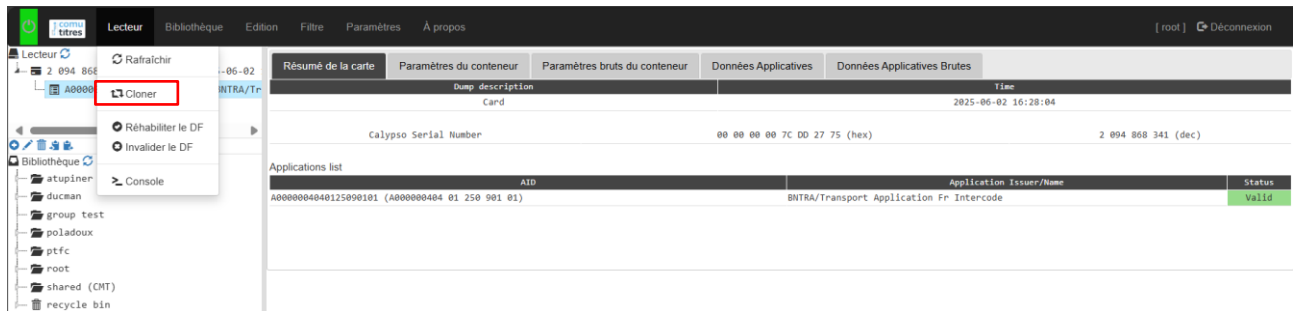 comu titres Lecteur Bibliothèque Edition Filtre Paramètres À propos [ root ] Déconnexion
Lecteur
2 094 868 -06-02
A0000 BNTRA/Tr
Rafraîchir
Cloner
Réhabiliter le DF
Invalider le DF
Console
Bibliothèque
atupiner
ducman
group test
poladoux
ptfc
root
shared (CMT)
recycle bin
Résumé de la carte Paramètres du conteneur Paramètres bruts du conteneur Données Applicatives Données Applicatives Brutes
Dump description Time
Card 2025-06-02 16:28:04
Calypso Serial Number 00 00 00 00 7C DD 27 75 (hex) 2 094 868 341 (dec)
Applications list
AID Application Issuer/Name Status
A0000004040125090101 (A000000404 01 250 901 01) BNTRA/Transport Application Fr Intercode Valid